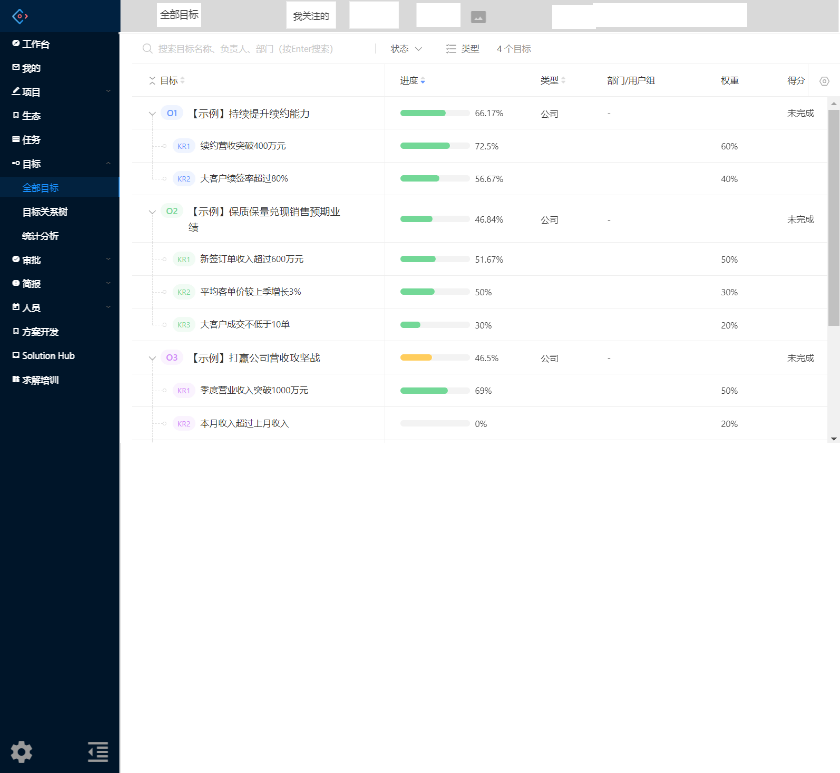 全部目标
我关注的
工作台
我的
项目
生态
任务
目标
全部目标
目标关系树
统计分析
审批
简报
人员
方案开发
Solution Hub
求解培训
搜索目标名称、负责人、部门（按Enter搜索）
状态
类型
4 个目标
目标 进度 类型 部门/用户组 权重 得分
O1 【示例】持续提升续约能力 66.17% 公司 - 未完成
KR1 续约营收突破400万元 72.5% 60%
KR2 大客户续签率超过80% 56.67% 40%
O2 【示例】保质保量兑现销售预期业
绩 46.84% 公司 - 未完成
KR1 新签订单收入超过600万元 51.67% 50%
KR2 平均客单价较上季增长3% 50% 30%
KR3 大客户成交不低于10单 30% 20%
O3 【示例】打赢公司营收攻坚战 46.5% 公司 - 未完成
KR1 季度营业收入突破1000万元 69% 50%
KR2 本月收入超过上月收入 0% 20%